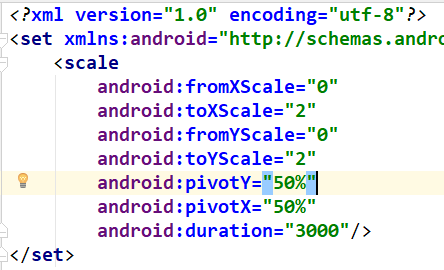 <?xml version="1.0" encoding="utf-8"?>
<set xmlns:android="http://schemas.andro
<scale
android:fromXScale="0"
android:toXScale="2"
android:fromYScale="0"
android:toYScale="2"
android:pivotY="50%"
android:pivotX="50%"
android:duration="3000"/>
</set>